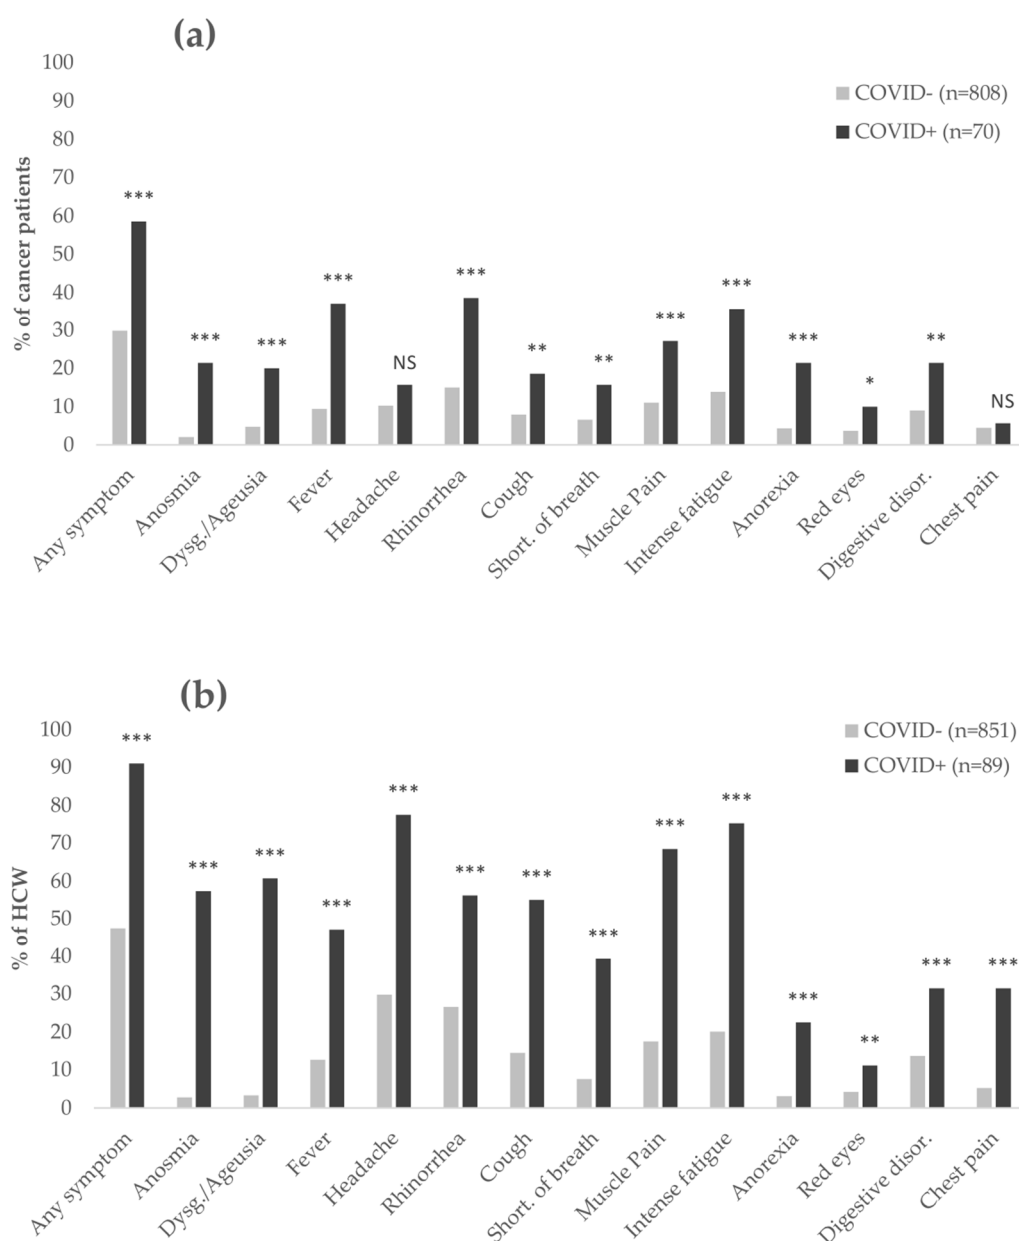 (a)
100
90
80
70
60
50
40
30
20
10
0
% of cancer patients
COVID- (n=808)
COVID+ (n=70)
***
***
***
***
NS
***
**
**
***
***
***
*
**
NS
Any symptom
Anosmia
Dysg./Ageusia
Fever
Headache
Rhinorrhea
Cough
Short. of breath
Muscle Pain
Intense fatigue
Anorexia
Red eyes
Digestive disor.
Chest pain
(b)
100
90
80
70
60
50
40
30
20
10
0
% of HCW
COVID- (n=851)
COVID+ (n=89)
***
***
***
***
***
***
***
***
***
***
***
**
***
***
Any symptom
Anosmia
Dysg./Ageusia
Fever
Headache
Rhinorrhea
Cough
Short. of breath
Muscle Pain
Intense fatigue
Anorexia
Red eyes
Digestive disor.
Chest pain